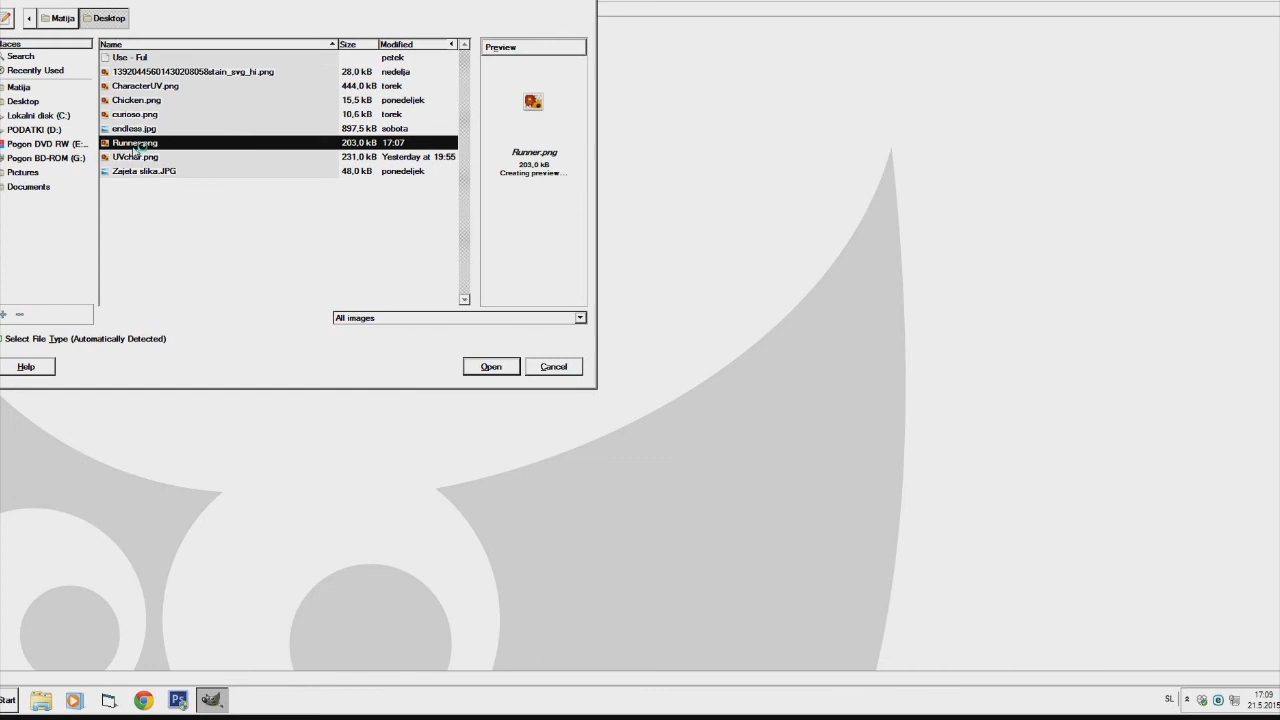 Matija Desktop
laces
Search
Recently Used
Matija
Desktop
Lokalni disk (C:)
PODATKI (D:)
Pogon DVD RW (E:...
Pogon BD-ROM (G:)
Pictures
Documents
Name Size Modified
Use - Ful petek
13920445601430208058stain_svg_hi.png 28,0 kB nedelja
CharacterUV.png 444,0 kB torek
Chicken.png 15,5 kB ponedeljek
curioso.png 10,6 kB torek
endless.jpg 897,5 kB sobota
Runner.png 203,0 kB 17:07
UVchar.png 231,0 kB Yesterday at 19:55
Zajeta slika.JPG 48,0 kB ponedeljek
Preview
Runner.png
203,0 kB
Creating preview...
All images
Select File Type (Automatically Detected)
Help Open Cancel
Start
Ps
SL
17:09
21.5.2015